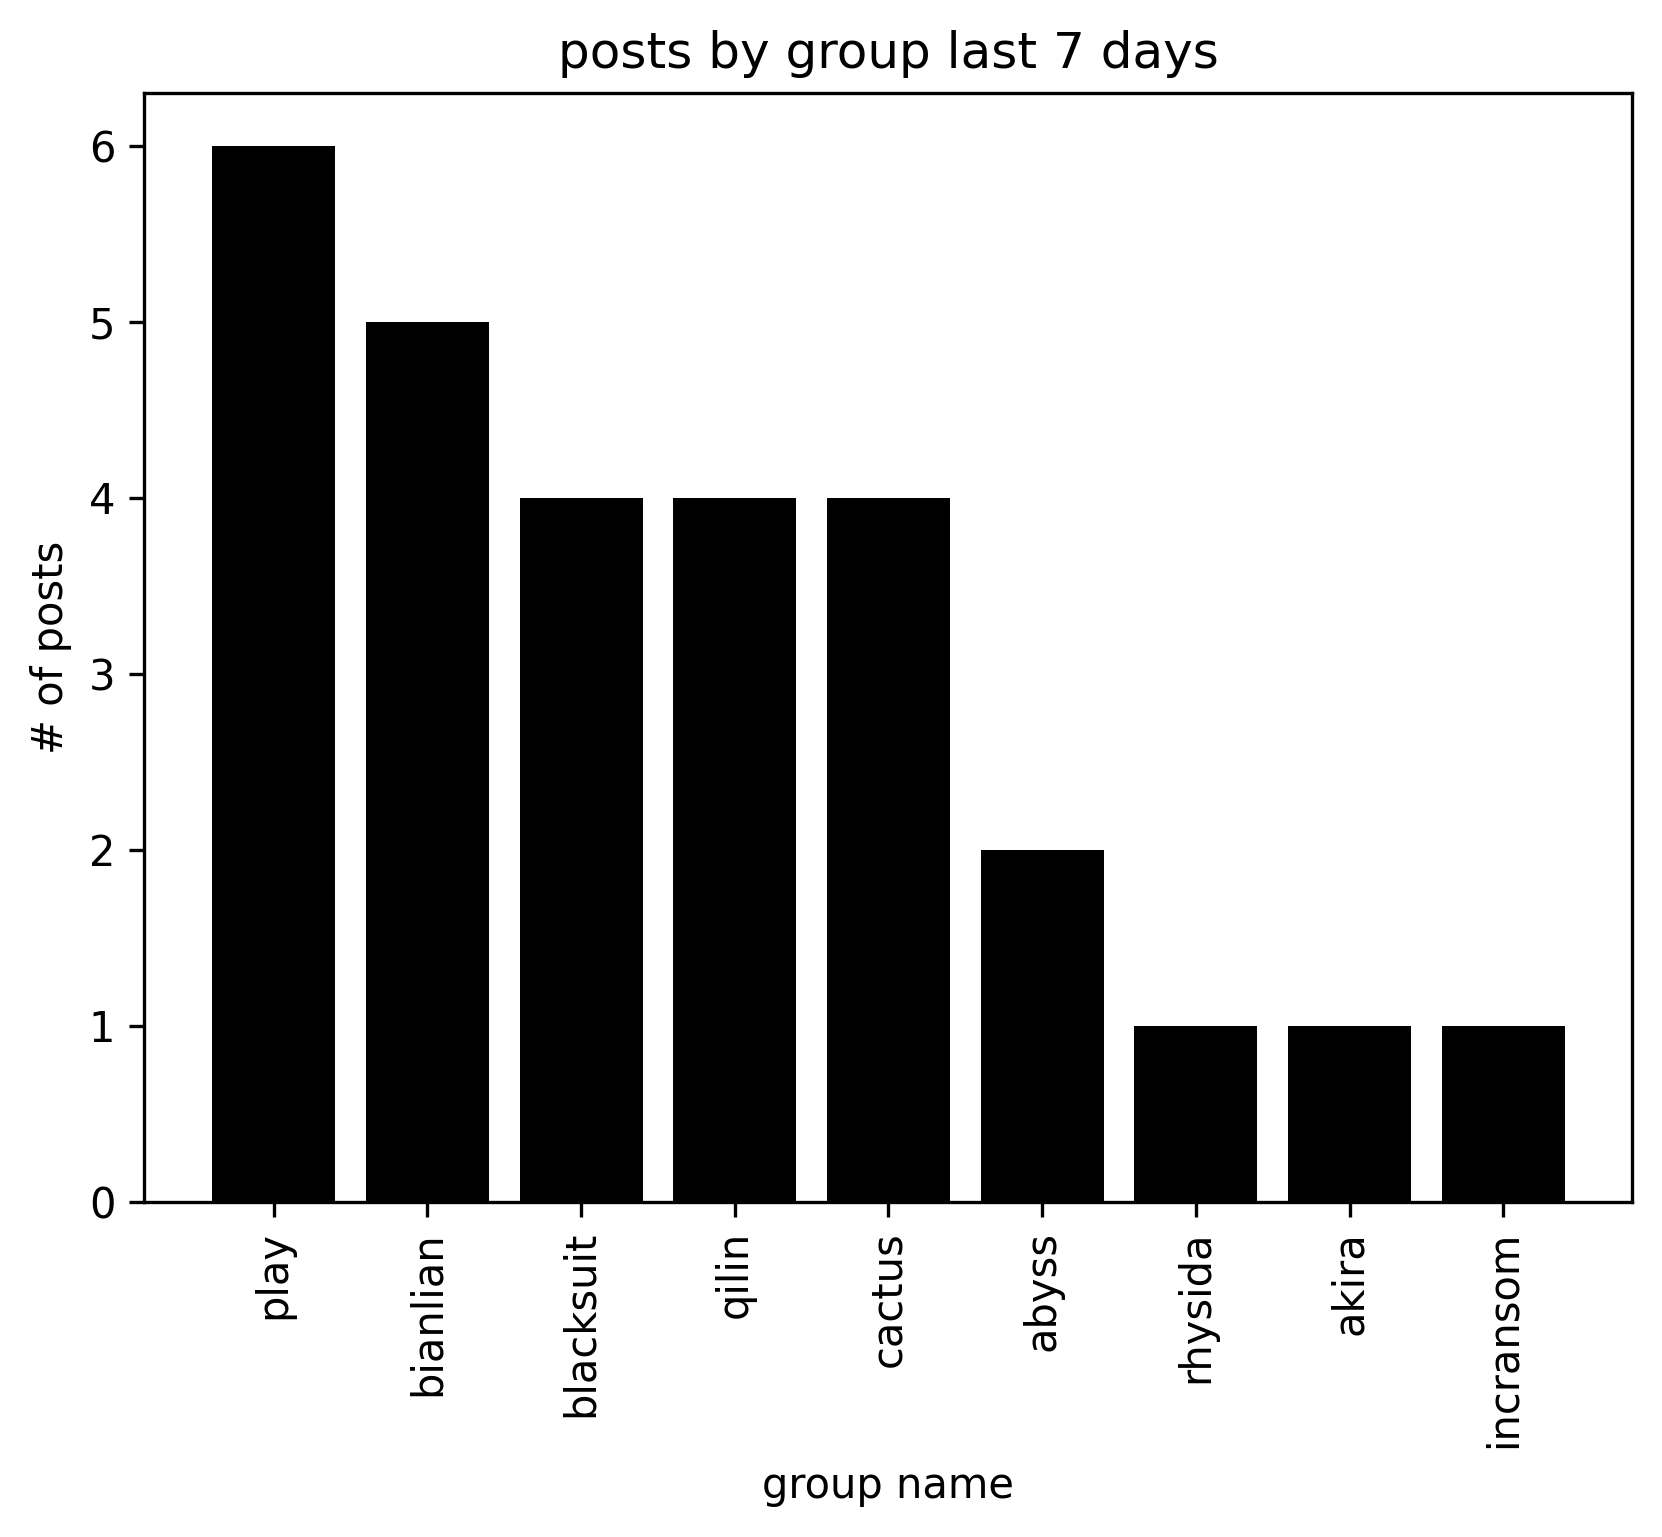 posts by group last 7 days
# of posts
6
5
4
3
2
1
0
play
bianlian
blacksuit
qilin
cactus
abyss
rhysida
akira
incransom
group name